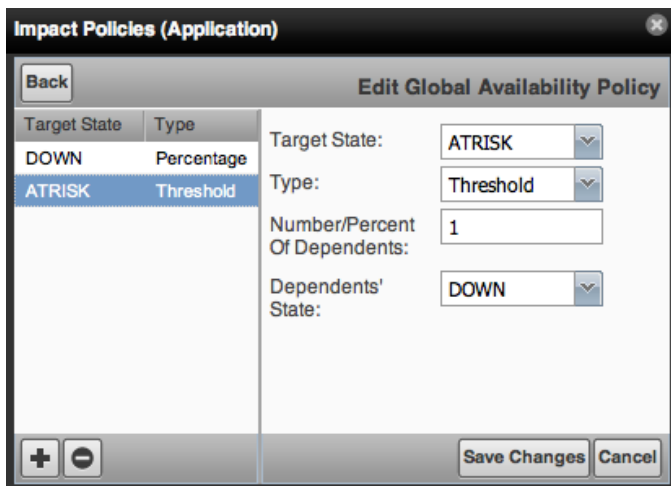 Impact Policies (Application)
Back
Edit Global Availability Policy
Target State Type
DOWN Percentage
ATRISK Threshold
Target State: ATRISK
Type: Threshold
Number/Percent
Of Dependents: 1
Dependents'
State: DOWN
Save Changes Cancel